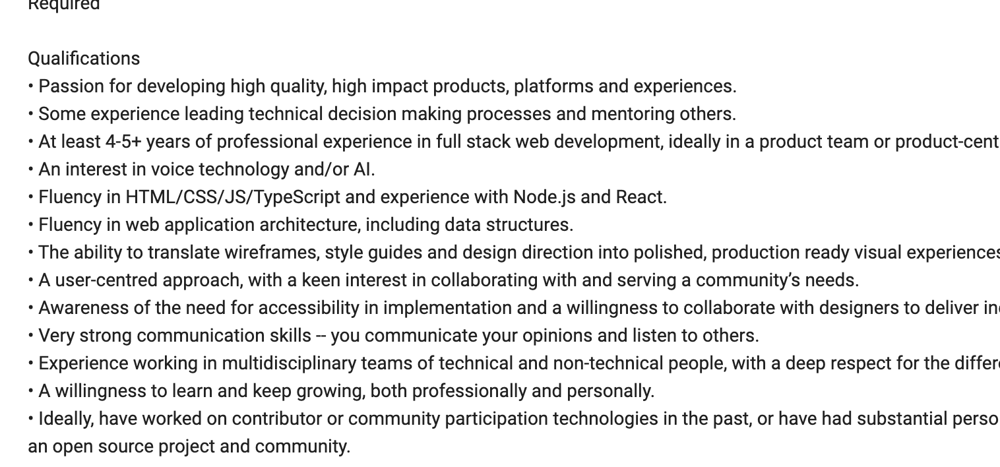 Required
Qualifications
• Passion for developing high quality, high impact products, platforms and experiences.
• Some experience leading technical decision making processes and mentoring others.
• At least 4-5+ years of professional experience in full stack web development, ideally in a product team or product-cent
• An interest in voice technology and/or AI.
• Fluency in HTML/CSS/JS/TypeScript and experience with Node.js and React.
• Fluency in web application architecture, including data structures.
• The ability to translate wireframes, style guides and design direction into polished, production ready visual experiences
• A user-centred approach, with a keen interest in collaborating with and serving a community’s needs.
• Awareness of the need for accessibility in implementation and a willingness to collaborate with designers to deliver
• Very strong communication skills -- you communicate your opinions and listen to others.
• Experience working in multidisciplinary teams of technical and non-technical people, with a deep respect for the
• A willingness to learn and keep growing, both professionally and personally.
• Ideally, have worked on contributor or community participation technologies in the past, or have had substantial
an open source project and community.